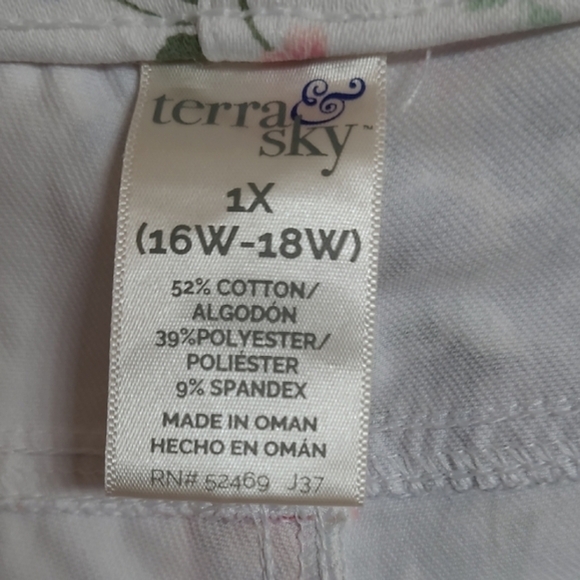 terra &
sky™
1X
(16W-18W)
52% COTTON/
ALGODÓN
39%POLYESTER/
POLIÉSTER
9% SPANDEX
MADE IN OMAN
HECHO EN OMÁN
RN# 52469 J37